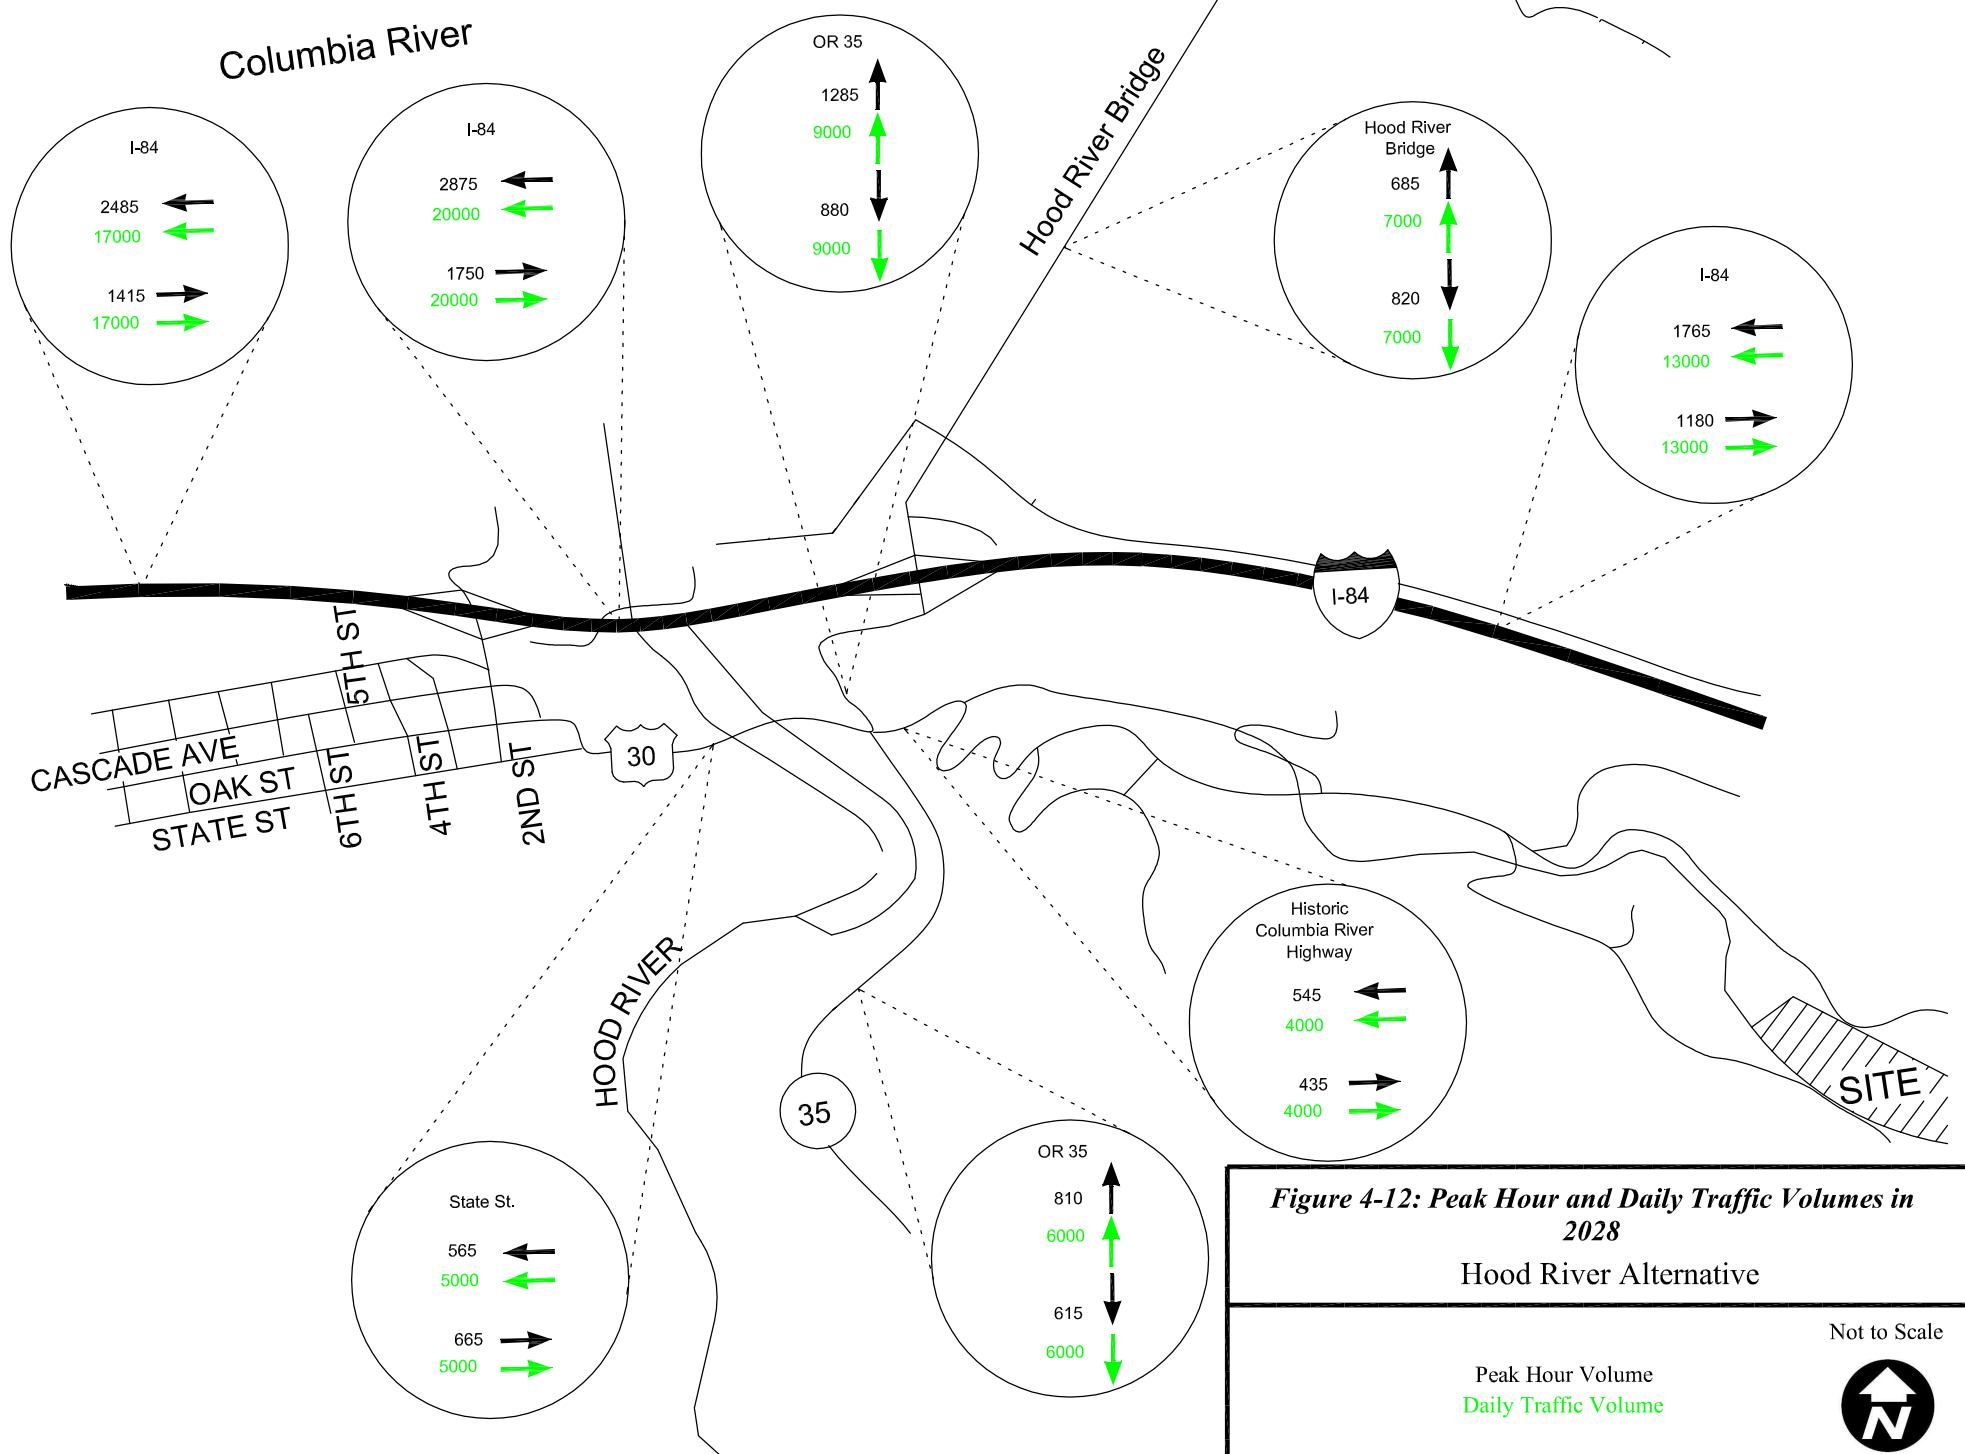 Columbia River
I-84
2485
17000
1415
17000
I-84
2875
20000
1750
20000
OR 35
1285
9000
880
9000
Hood River Bridge
Hood River
Bridge
685
7000
820
7000
I-84
1765
13000
1180
13000
I-84
5TH ST
CASCADE AVE
OAK ST
STATE ST
6TH ST
4TH ST
2ND ST
30
HOOD RIVER
35
SITE
Historic
Columbia River
Highway
545
4000
435
4000
State St.
565
5000
665
5000
OR 35
810
6000
615
6000
Figure 4-12: Peak Hour and Daily Traffic Volumes in
2028
Hood River Alternative
Not to Scale
Peak Hour Volume
Daily Traffic Volume
N